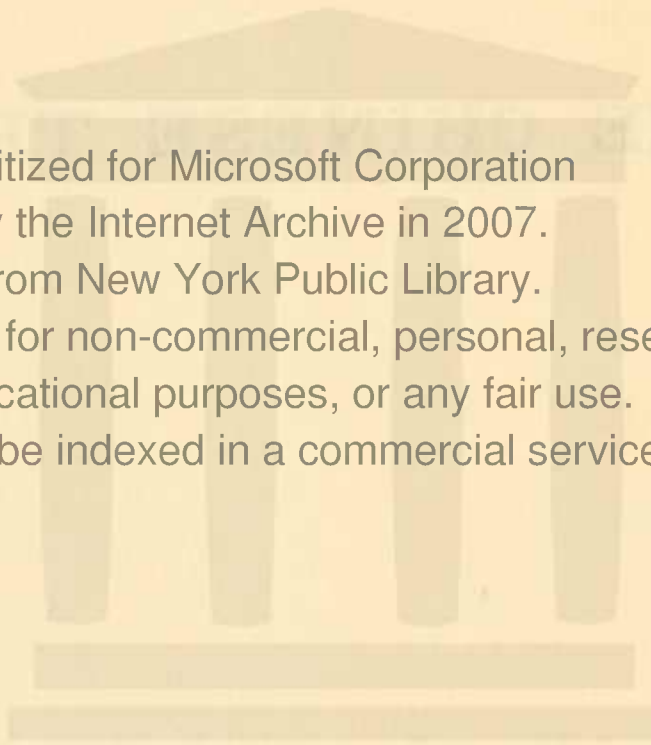 itized for Microsoft Corporation
the Internet Archive in 2007.
rom New York Public Library.
for non-commercial, personal, rese
cational purposes, or any fair use.
be indexed in a commercial service